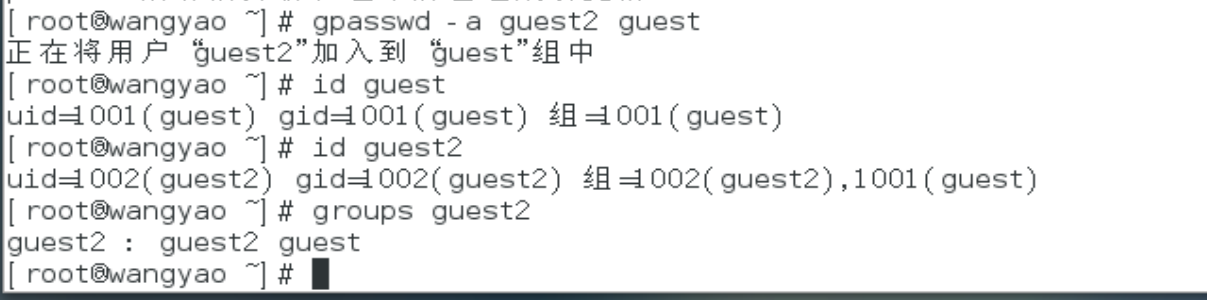 [root@wangyao ~]# gpasswd -a guest2 guest
正在将用户“guest2”加入到“guest”组中
[root@wangyao ~]# id guest
uid=1001(guest) gid=1001(guest) 组=1001(guest)
[root@wangyao ~]# id guest2
uid=1002(guest2) gid=1002(guest2) 组=1002(guest2),1001(guest)
[root@wangyao ~]# groups guest2
guest2 : guest2 guest
[root@wangyao ~]#